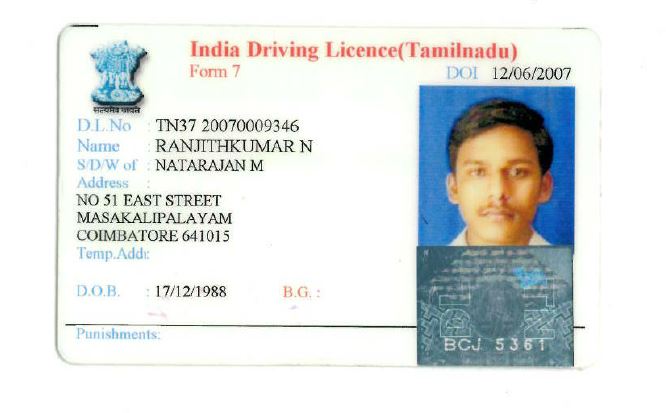 India Driving Licence(Tamilnadu)
Form 7
DOI 12/06/2007
सत्यमेव जयते
D.L.No : TN37 20070009346
Name : RANJITHKUMAR N
S/D/W of : NATARAJAN M
Address :
NO 51 EAST STREET
MASAKALIPALAYAM
COIMBATORE 641015
Temp.Add:
D.O.B. : 17/12/1988 B.G. :
Punishments:
BCJ 5361